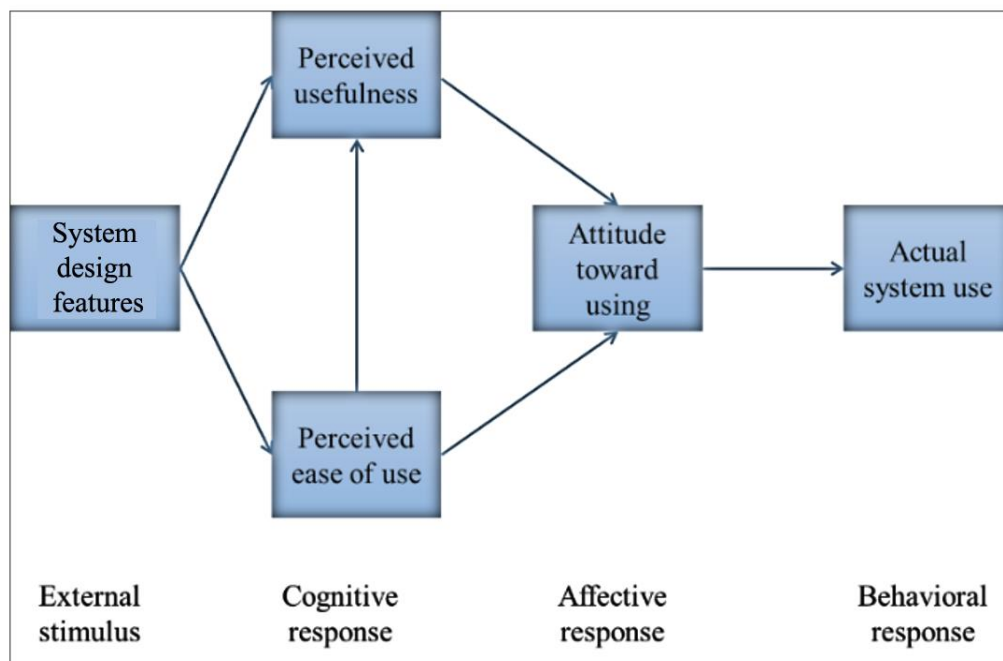 Perceived
usefulness
System
design
features
Attitude
toward
using
Actual
system use
Perceived
ease of use
External
stimulus
Cognitive
response
Affective
response
Behavioral
response